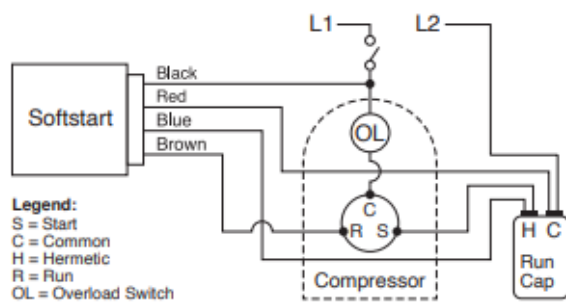 L1
L2
Black
Red
Softstart
Blue
Brown
OL
C
R S
H C
Run
Cap
Compressor
Legend:
S = Start
C = Common
H = Hermetic
R = Run
OL = Overload Switch